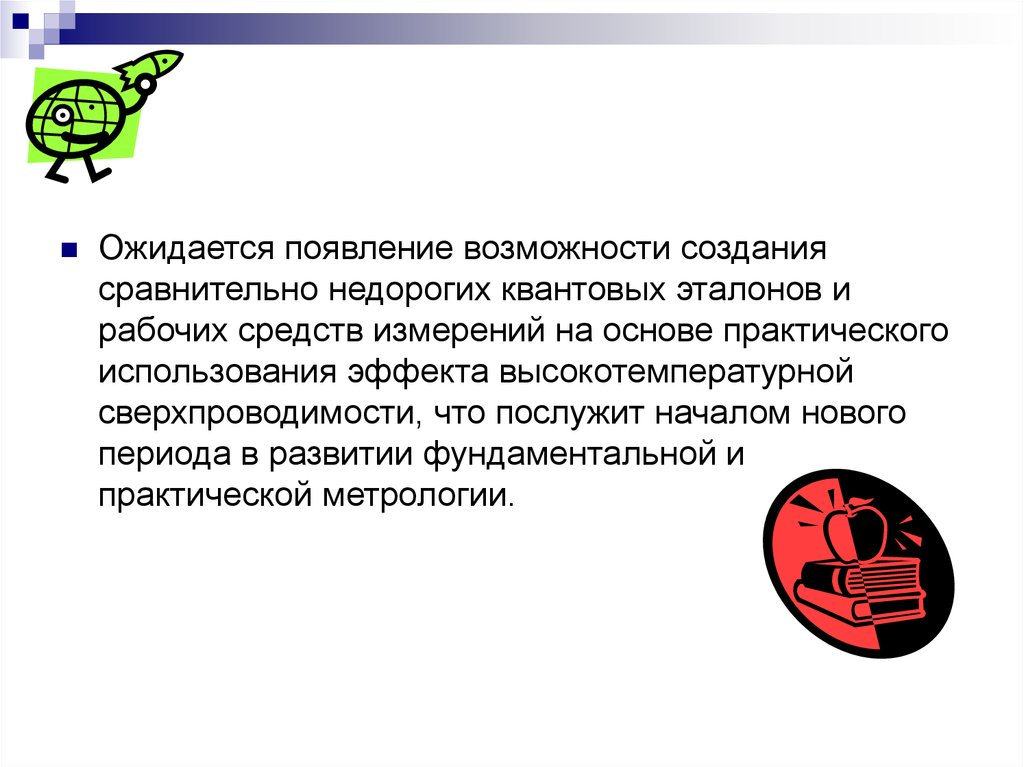 Ожидается появление возможности создания
сравнительно недорогих квантовых эталонов и
рабочих средств измерений на основе практического
использования эффекта высокотемпературной
сверхпроводимости, что послужит началом нового
периода в развитии фундаментальной и
практической метрологии.